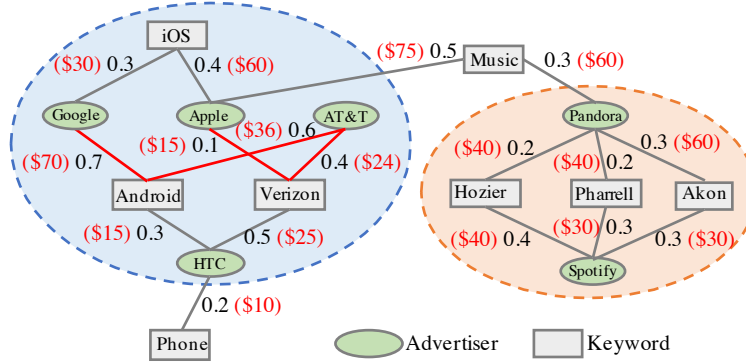 iOS
($75) 0.5
Music
0.3 ($60)
($30) 0.3
0.4 ($60)
Google
Apple
AT&T
Pandora
($70) 0.7
($15) 0.1
($36) 0.6
0.4 ($24)
($40) 0.2
($40) 0.2
0.3 ($60)
Android
Verizon
Hozier
Pharrell
Akon
($15) 0.3
0.5 ($25)
($40) 0.4
($30) 0.3
0.3 ($30)
HTC
Spotify
0.2 ($10)
Phone
Advertiser
Keyword